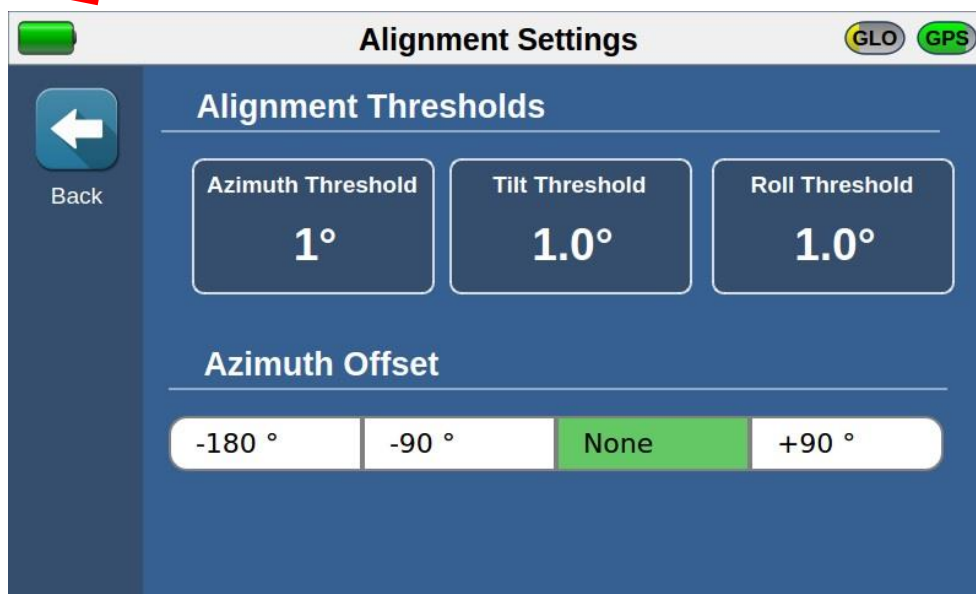 Alignment Settings
GLO GPS
Back
Alignment Thresholds
Azimuth Threshold
1°
Tilt Threshold
1.0°
Roll Threshold
1.0°
Azimuth Offset
-180 ° -90 ° None +90 °